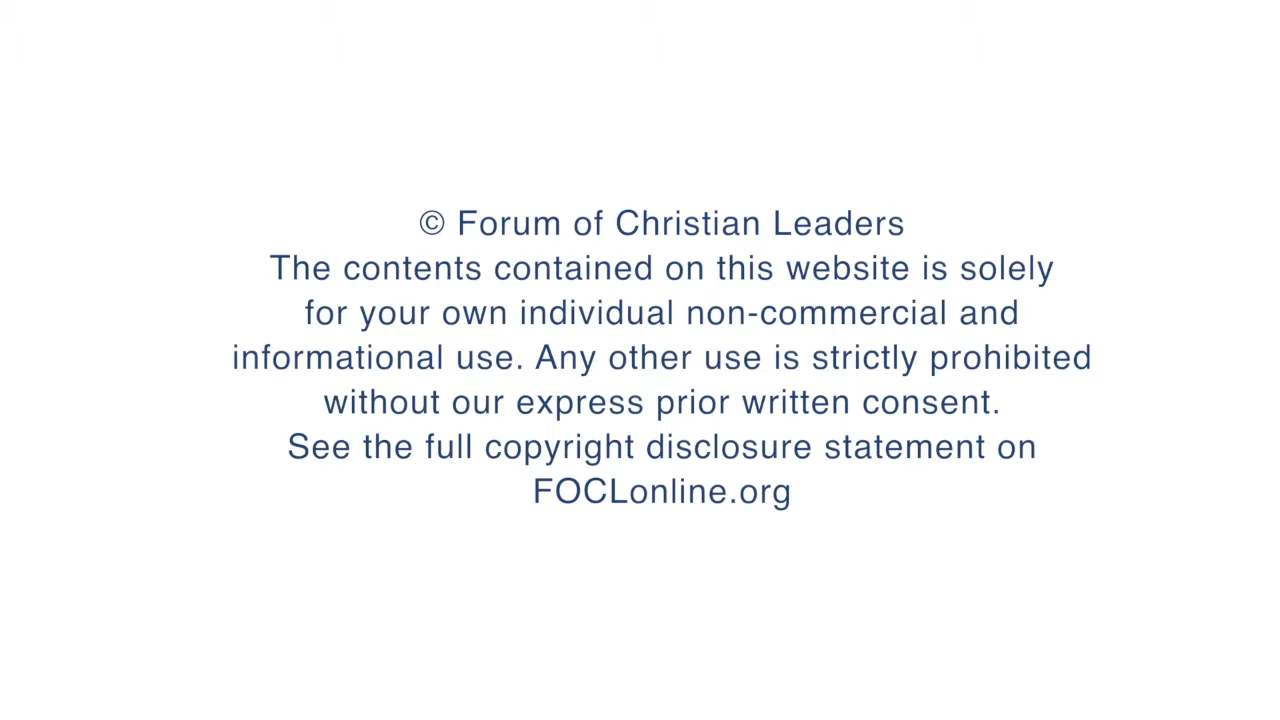 © Forum of Christian Leaders
The contents contained on this website is solely
for your own individual non-commercial and
informational use. Any other use is strictly prohibited
without our express prior written consent.
See the full copyright disclosure statement on
FOCLonline.org